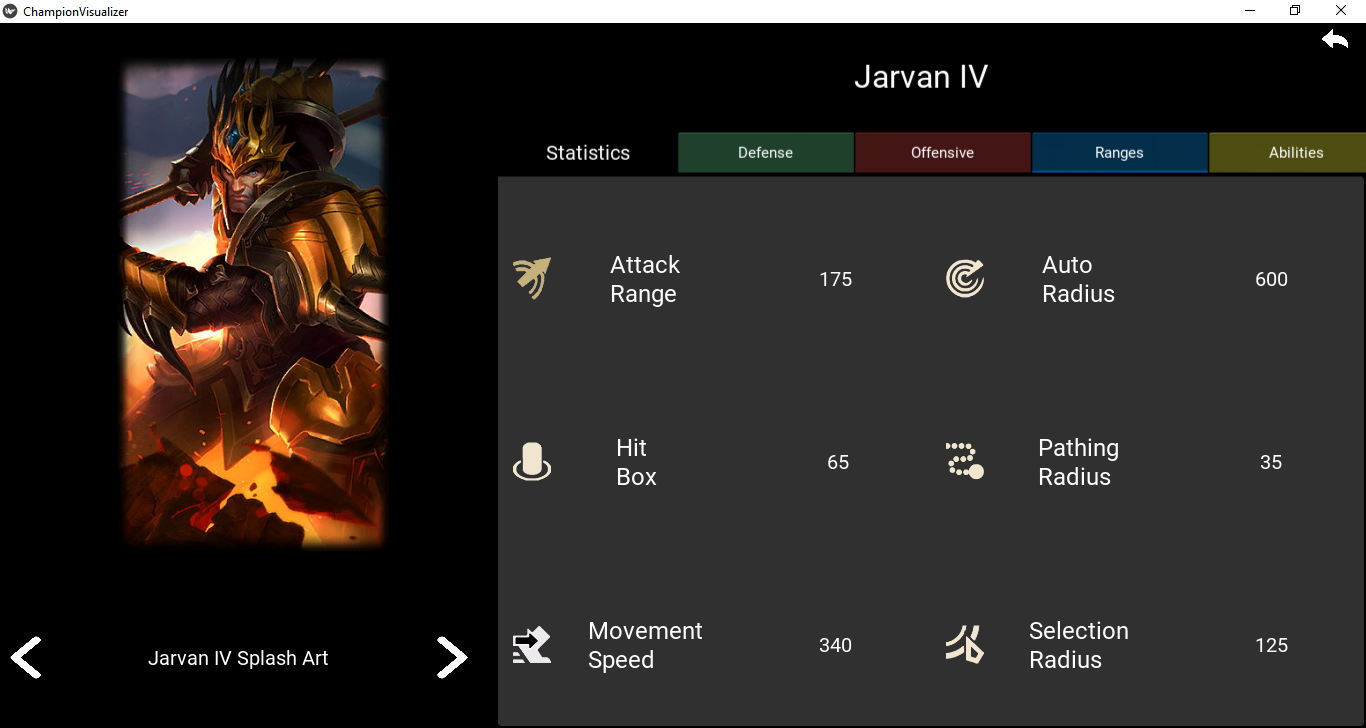 ChampionVisualizer
Jarvan IV
Statistics
Defense
Offensive
Ranges
Abilities
Attack
Range
175
Auto
Radius
600
Hit
Box
65
Pathing
Radius
35
Movement
Speed
340
Selection
Radius
125
Jarvan IV Splash Art